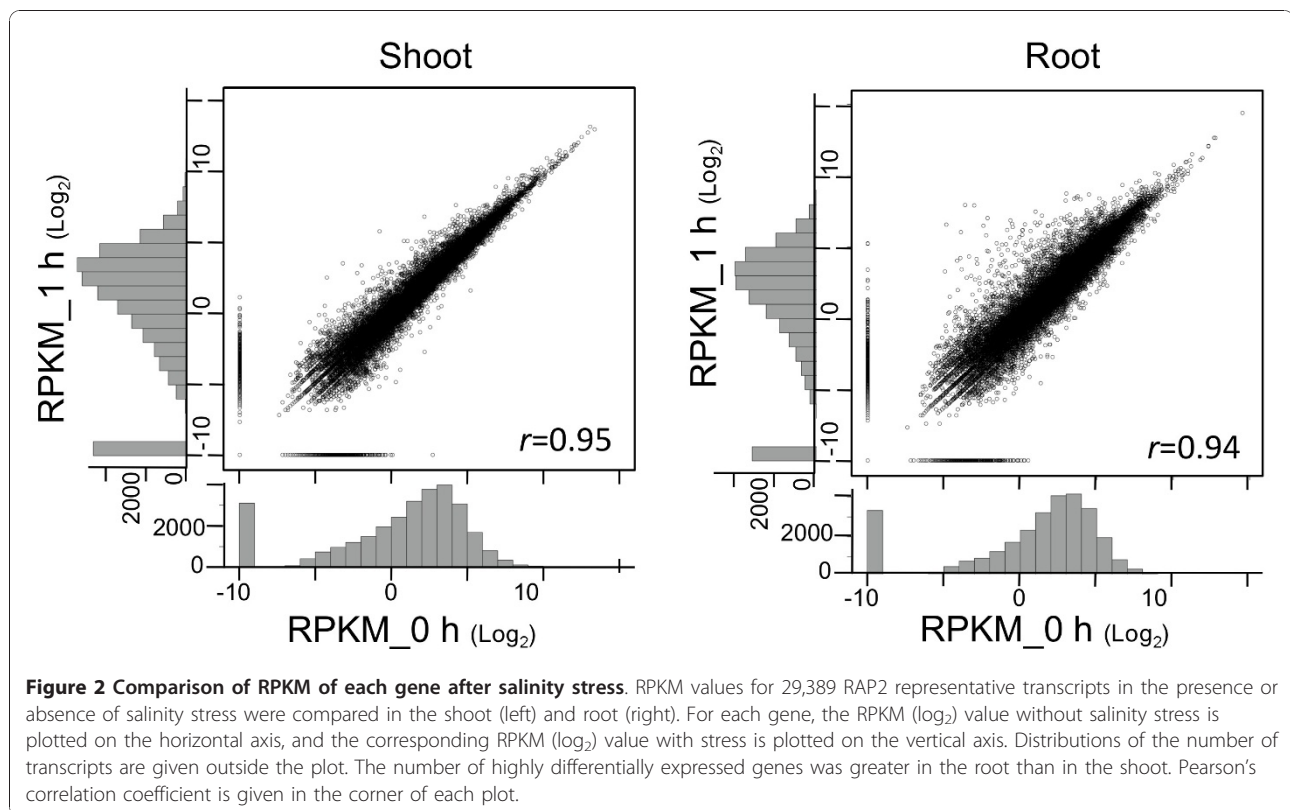 Shoot
Root
RPKM_1 h (Log2)
-10
0
10
2000
0
r=0.95
2000
0
-10
0
10
RPKM_0 h (Log2)
RPKM_1 h (Log2)
-10
0
10
2000
0
r=0.94
2000
0
-10
0
10
RPKM_0 h (Log2)
Figure 2 Comparison of RPKM of each gene after salinity stress. RPKM values for 29,389 RAP2 representative transcripts in the presence or
absence of salinity stress were compared in the shoot (left) and root (right). For each gene, the RPKM (log2) value without salinity stress is
plotted on the horizontal axis, and the corresponding RPKM (log2) value with stress is plotted on the vertical axis. Distributions of the number of
transcripts are given outside the plot. The number of highly differentially expressed genes was greater in the root than in the shoot. Pearson's
correlation coefficient is given in the corner of each plot.